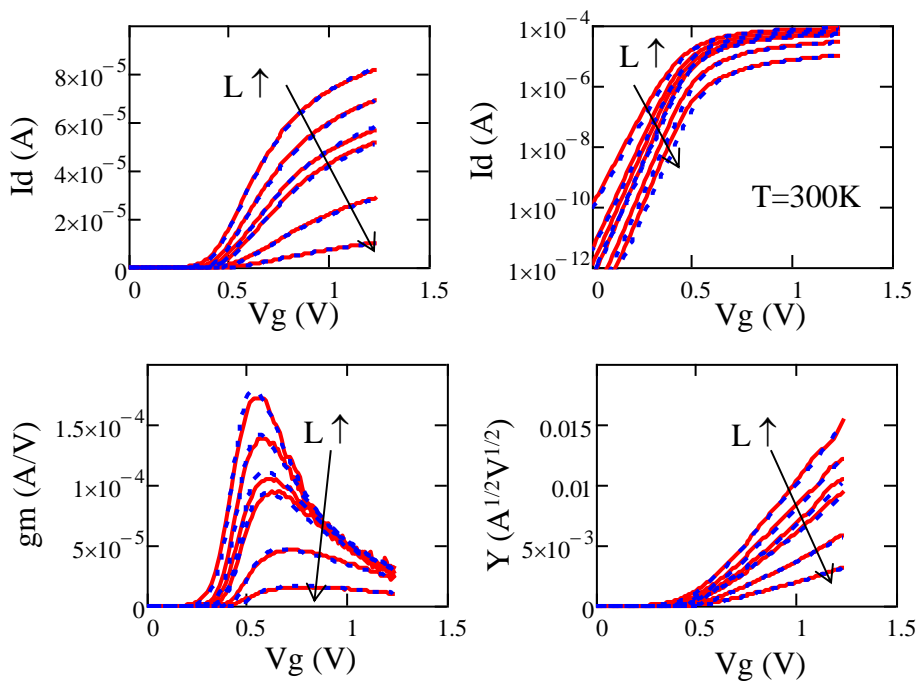 8×10⁻⁵
6×10⁻⁵
4×10⁻⁵
2×10⁻⁵
0
Id (A)
L ↑
0
0.5
1
1.5
Vg (V)
1×10⁻⁴
1×10⁻⁶
1×10⁻⁸
1×10⁻¹⁰
1×10⁻¹²
Id (A)
L ↑
T=300K
0
0.5
1
1.5
Vg (V)
1.5×10⁻⁴
1×10⁻⁴
5×10⁻⁵
0
gm (A/V)
L ↑
0
0.5
1
1.5
Vg (V)
0.015
0.01
5×10⁻³
0
Y (A^1/2V^1/2)
L ↑
0
0.5
1
1.5
Vg (V)